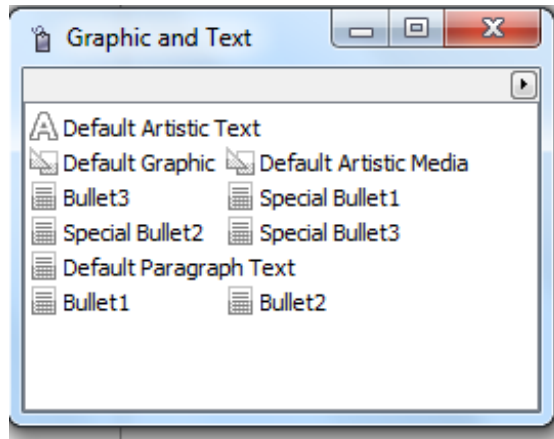 Graphic and Text
Default Artistic Text
Default Graphic Default Artistic Media
Bullet3 Special Bullet1
Special Bullet2 Special Bullet3
Default Paragraph Text
Bullet1 Bullet2